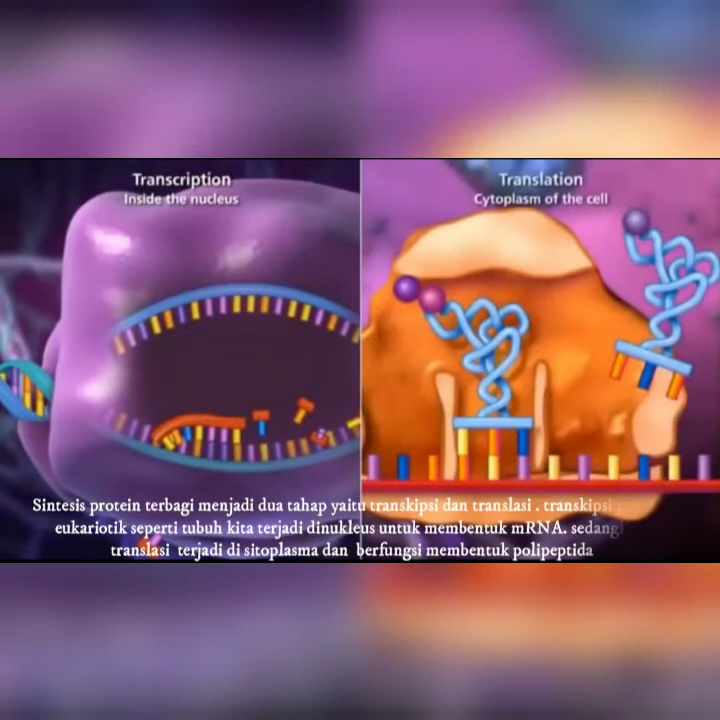 Transcription
Inside the nucleus
Translation
Cytoplasm of the cell
Sintesis protein terbagi menjadi dua tahap yaitu transkipsi dan translasi . transkipsi
eukariotik seperti tubuh kita terjadi dinukleus untuk membentuk mRNA. sedang
translasi terjadi di sitoplasma dan berfungsi membentuk polipeptida